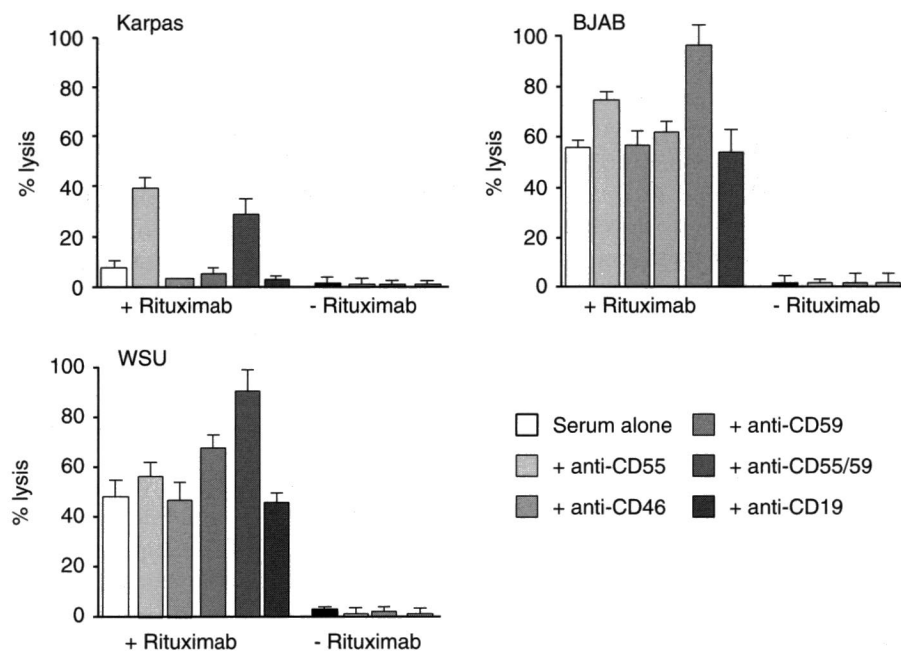 Karpas
100
80
60
40
20
0
% lysis
+ Rituximab - Rituximab
BJAB
100
80
60
40
20
0
% lysis
+ Rituximab - Rituximab
WSU
100
80
60
40
20
0
% lysis
+ Rituximab - Rituximab
Serum alone
+ anti-CD55
+ anti-CD46
+ anti-CD59
+ anti-CD55/59
+ anti-CD19